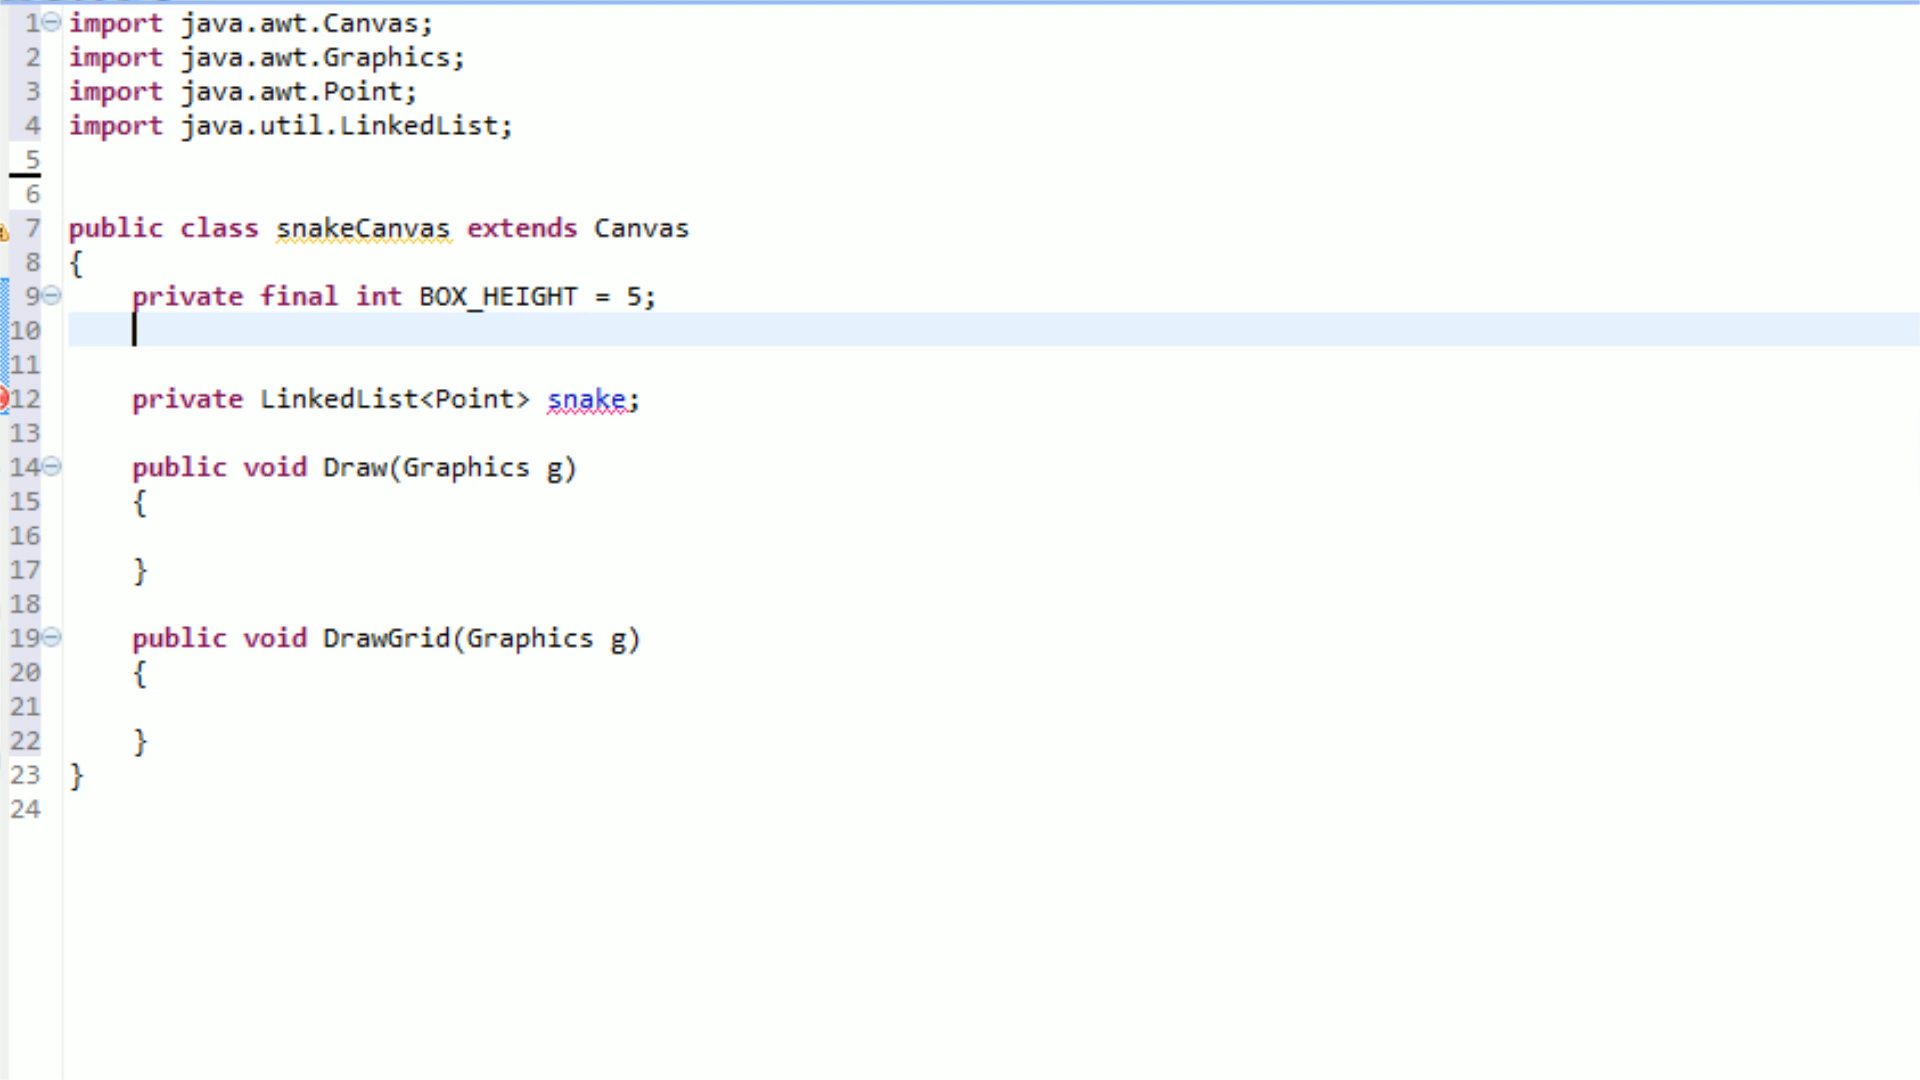 1 import java.awt.Canvas;
2 import java.awt.Graphics;
3 import java.awt.Point;
4 import java.util.LinkedList;
5
6
7 public class snakeCanvas extends Canvas
8 {
9 private final int BOX_HEIGHT = 5;
10
11
12 private LinkedList<Point> snake;
13
14 public void Draw(Graphics g)
15 {
16
17 }
18
19 public void DrawGrid(Graphics g)
20 {
21
22 }
23 }
24